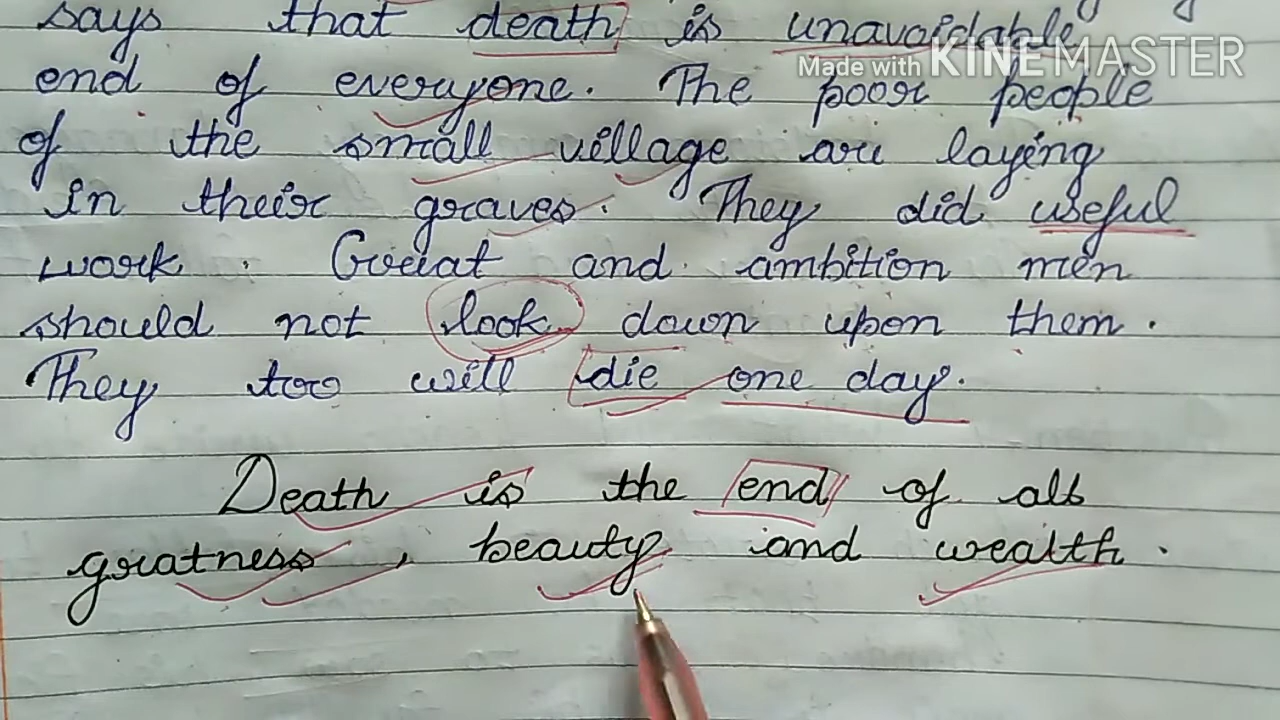 says that death is unavoidable
Made with KINEMASTER
end of everyone. The poor people
of the small village are laying
in their graves. They did useful
work. Great and ambition men
should not look down upon them.
They too will die one day.
Death is the end of all
greatness, beauty and wealth.